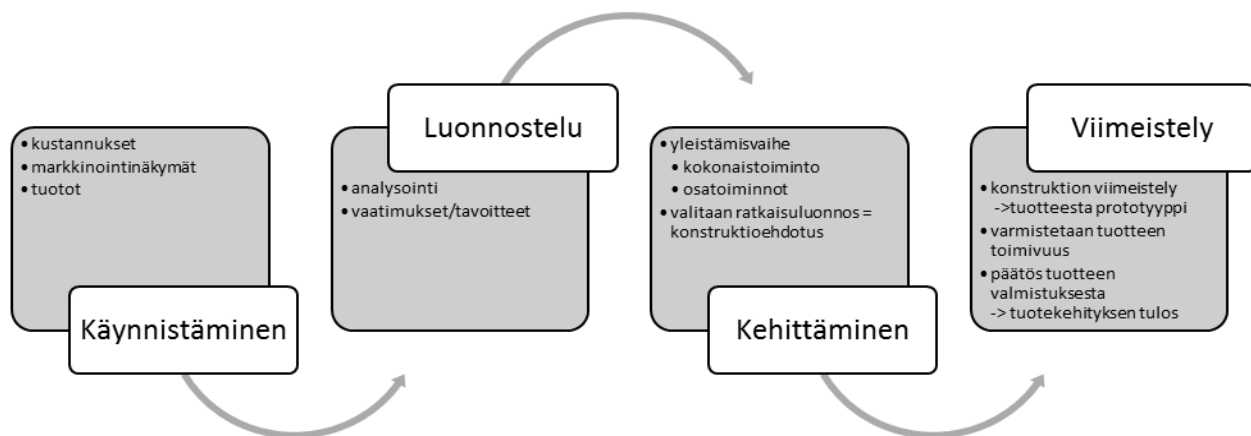 • kustannukset
• markkinointinäkymät
• tuotot
Käynnistäminen
Luonnostelu
• analysointi
• vaatimukset/tavoitteet
• yleistämisvaihe
• kokonaistoiminto
• osatoiminnot
• valitaan ratkaisuluonnos =
konstruktioehdotus
Kehittäminen
Viimeistely
• konstruktion viimeistely
->tuotteesta prototyyppi
• varmistetaan tuotteen
toimivuus
• päätös tuotteen
valmistuksesta
-> tuotekehityksen tulos